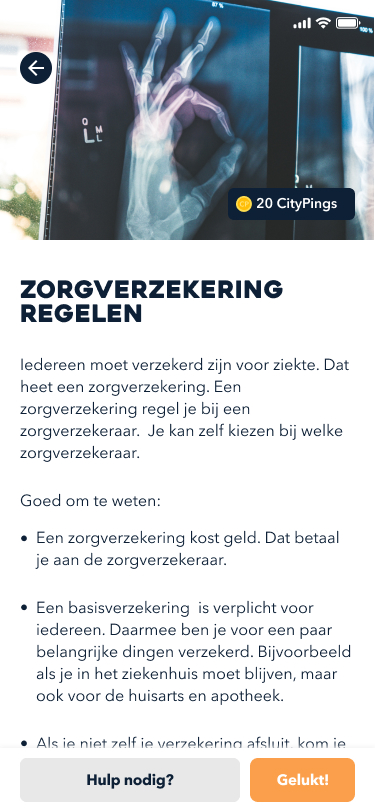 87 %
100 %
Q
L M
L
CP
20 CityPings
ZORGVERZEKERING
REGELEN
Iedereen moet verzekerd zijn voor ziekte. Dat
heet een zorgverzekering. Een
zorgverzekering regel je bij een
zorgverzekeraar.  Je kan zelf kiezen bij welke
zorgverzekeraar.
Goed om te weten:
• Een zorgverzekering kost geld. Dat betaal
je aan de zorgverzekeraar.
• Een basisverzekering  is verplicht voor
iedereen. Daarmee ben je voor een paar
belangrijke dingen verzekerd. Bijvoorbeeld
als je in het ziekenhuis moet blijven, maar
ook voor de huisarts en apotheek.
• Als je niet zelf je verzekering afsluit, kom je
Hulp nodig?
Gelukt!